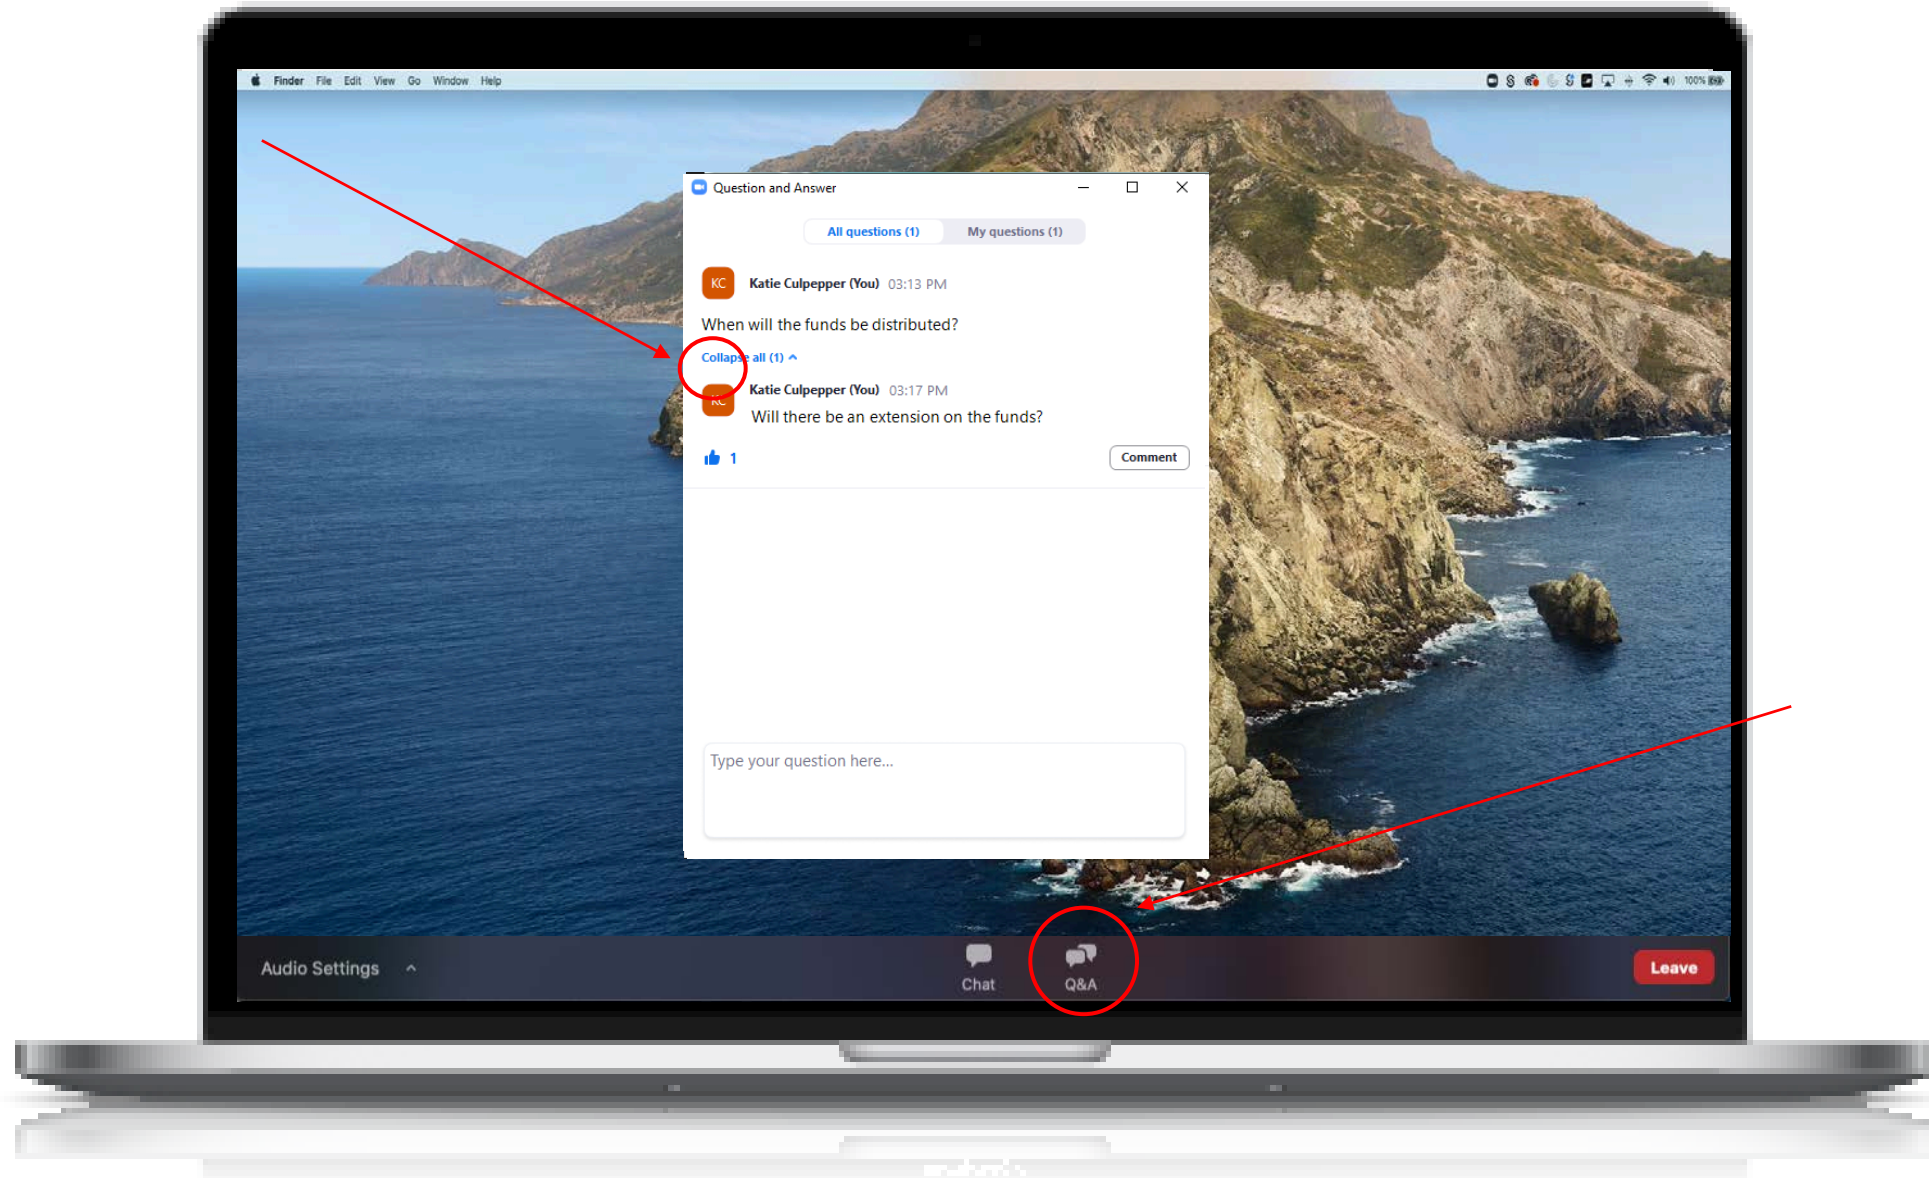 Finder File Edit View Go Window Help
100%
Question and Answer
All questions (1) My questions (1)
KC Katie Culpepper (You) 03:13 PM
When will the funds be distributed?
Collapse all (1)
KC Katie Culpepper (You) 03:17 PM
Will there be an extension on the funds?
1 Comment
Type your question here...
Audio Settings Chat Q&A Leave